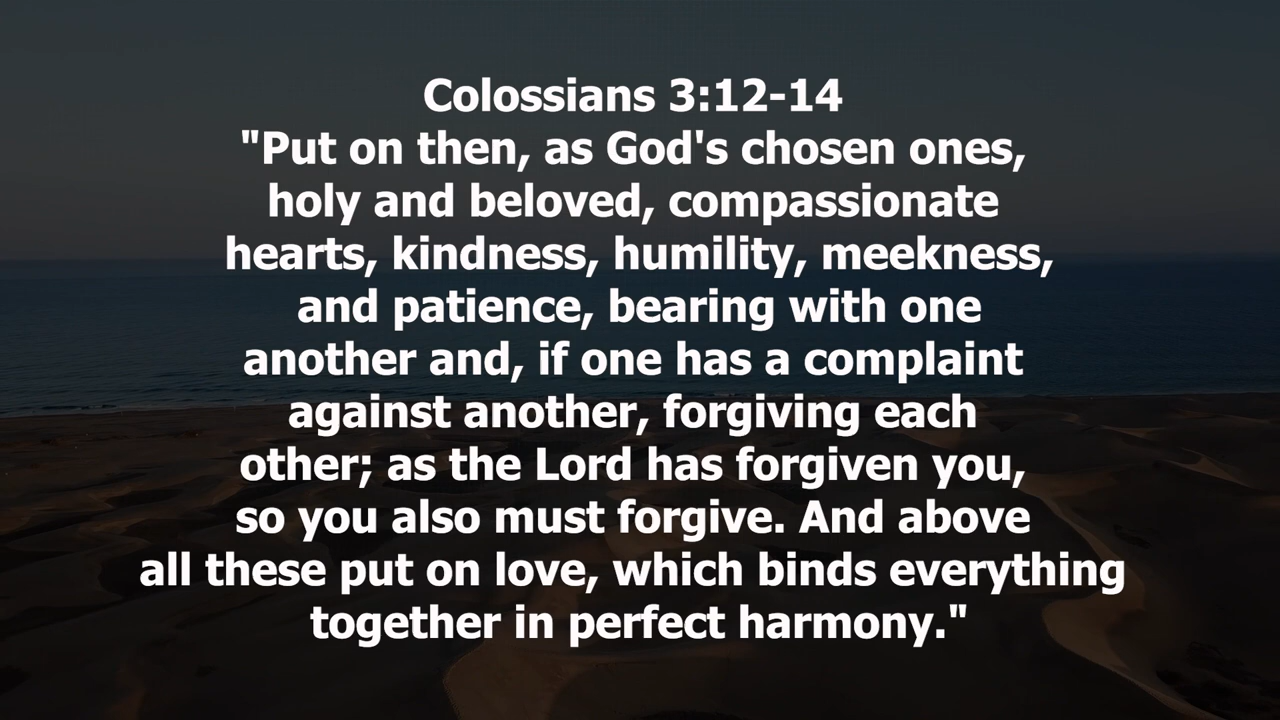 Colossians 3:12-14
"Put on then, as God's chosen ones,
holy and beloved, compassionate
hearts, kindness, humility, meekness,
and patience, bearing with one
another and, if one has a complaint
against another, forgiving each
other; as the Lord has forgiven you,
so you also must forgive. And above
all these put on love, which binds everything
together in perfect harmony."